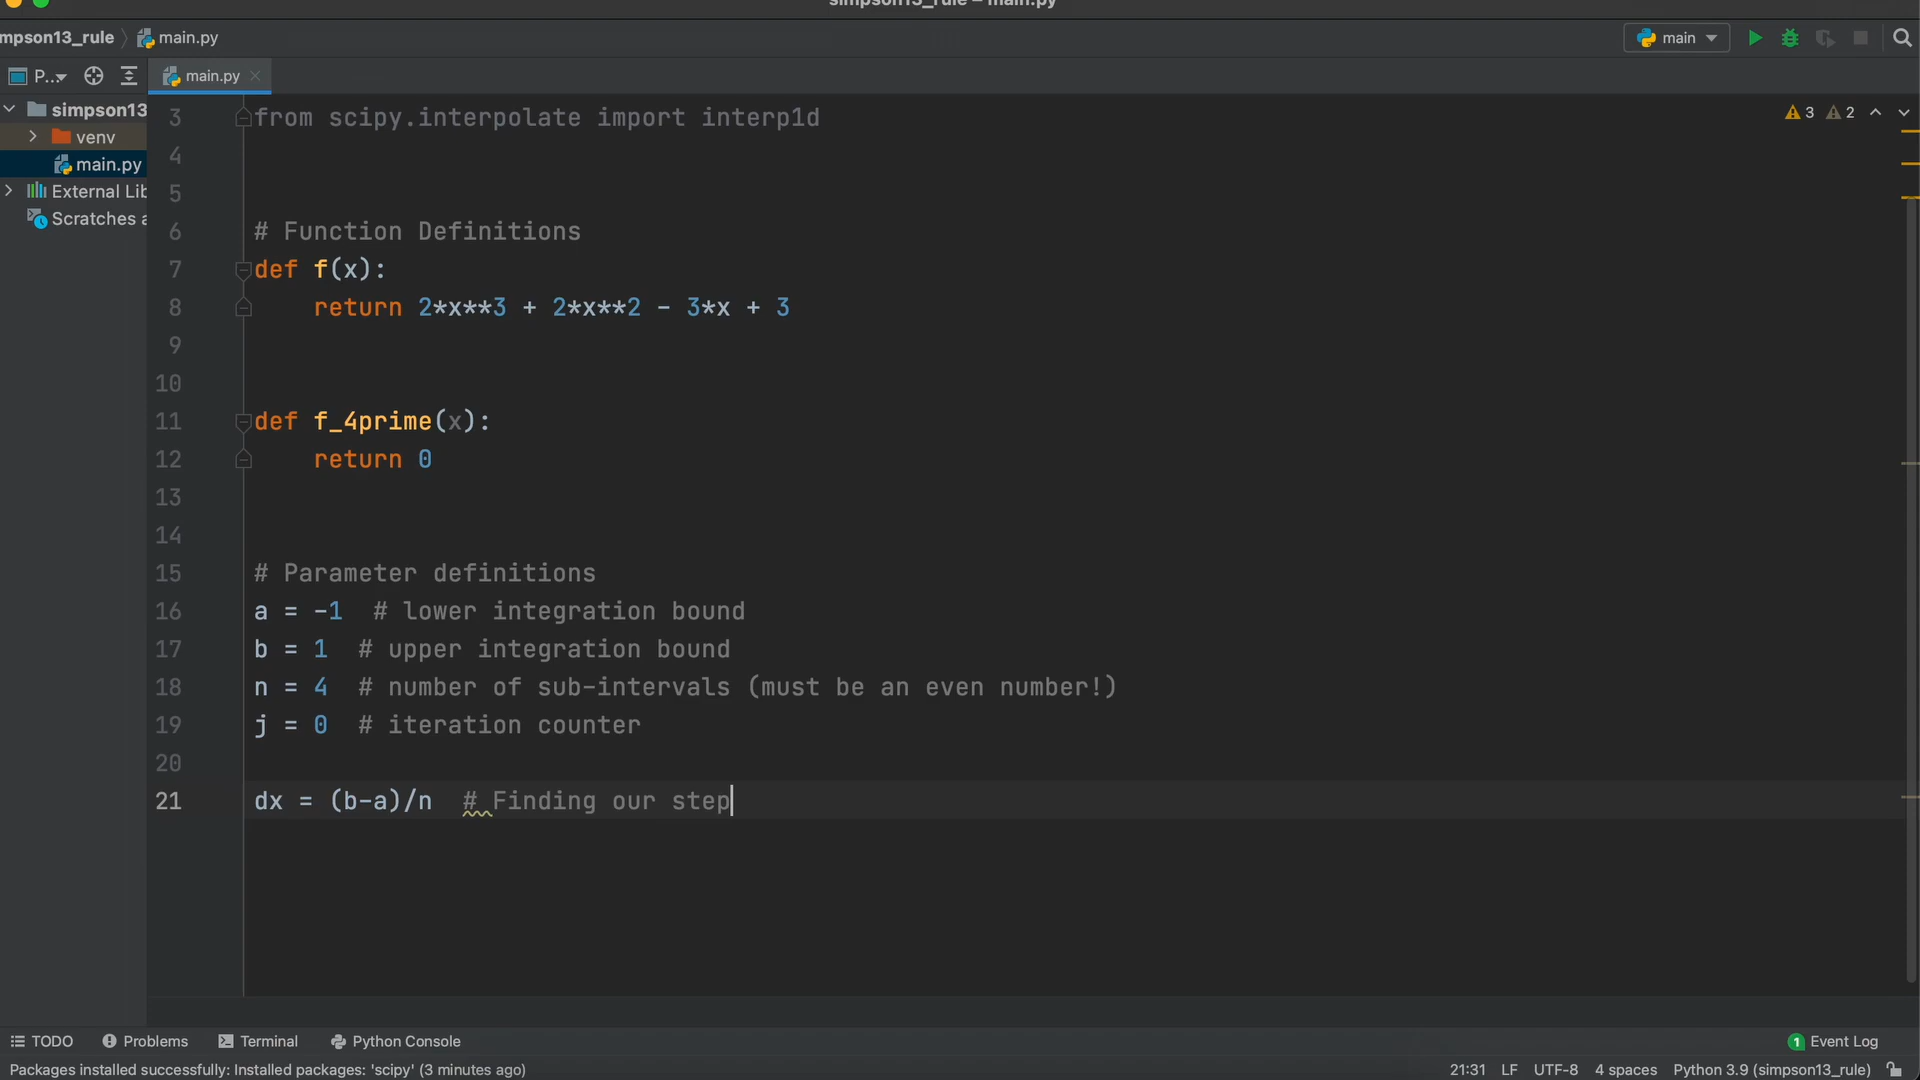 simpson13_rule – main.py
mpson13_rule
main.py
main
P...
main.py
simpson13
venv
main.py
External Lib
Scratches a
3 2
3 from scipy.interpolate import interp1d
4
5
6 # Function Definitions
7 def f(x):
8 return 2*x**3 + 2*x**2 - 3*x + 3
9
10
11 def f_4prime(x):
12 return 0
13
14
15 # Parameter definitions
16 a = -1 # lower integration bound
17 b = 1 # upper integration bound
18 n = 4 # number of sub-intervals (must be an even number!)
19 j = 0 # iteration counter
20
21 dx = (b-a)/n # Finding our step
TODO Problems Terminal Python Console 1 Event Log
Packages installed successfully: Installed packages: 'scipy' (3 minutes ago) 21:31 LF UTF-8 4 spaces Python 3.9 (simpson13_rule)